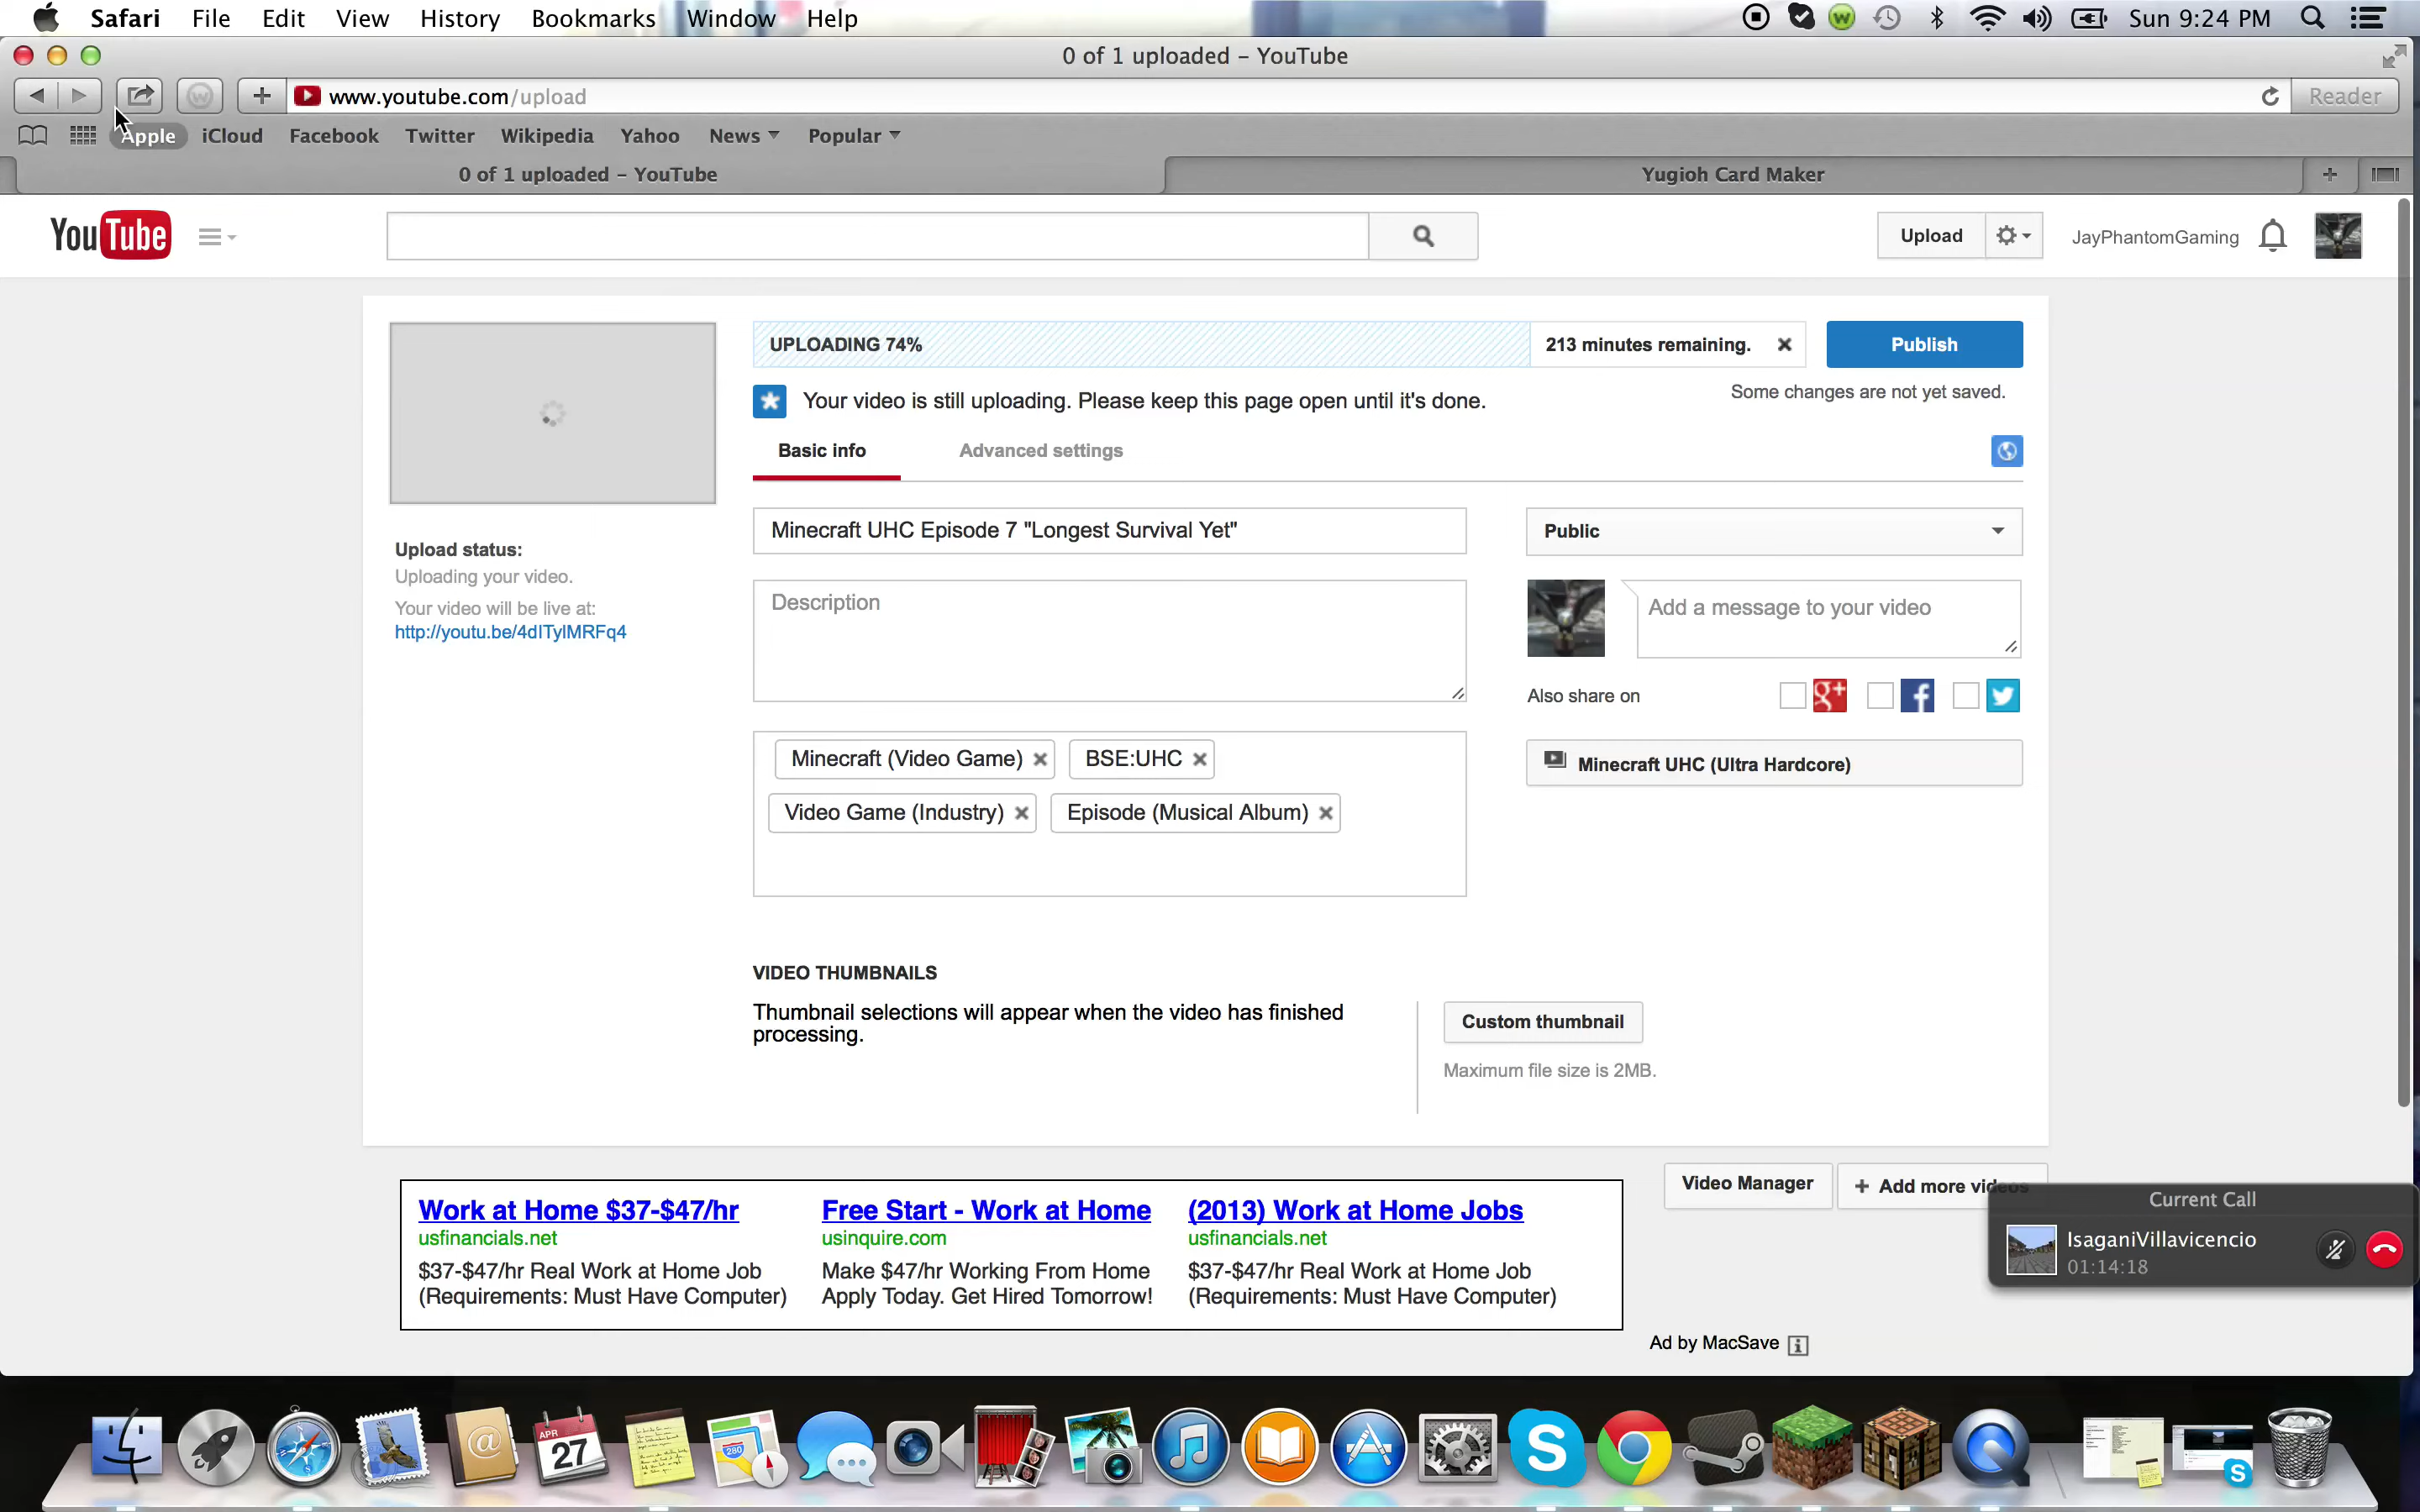 Safari File Edit View History Bookmarks Window Help Sun 9:24 PM
0 of 1 uploaded – YouTube
www.youtube.com/upload Reader
Apple iCloud Facebook Twitter Wikipedia Yahoo News Popular
0 of 1 uploaded – YouTube Yugioh Card Maker
YouTube Upload JayPhantomGaming
UPLOADING 74% 213 minutes remaining. Publish
Your video is still uploading. Please keep this page open until it's done. Some changes are not yet saved.
Basic info Advanced settings
Minecraft UHC Episode 7 "Longest Survival Yet" Public
Upload status:
Uploading your video.
Your video will be live at:
http://youtu.be/4dITyIMRFq4
Description
Add a message to your video
Also share on
Minecraft (Video Game) BSE:UHC
Minecraft UHC (Ultra Hardcore)
Video Game (Industry) Episode (Musical Album)
VIDEO THUMBNAILS
Thumbnail selections will appear when the video has finished
processing.
Custom thumbnail
Maximum file size is 2MB.
Video Manager + Add more videos
Work at Home $37-$47/hr
usfinancials.net
$37-$47/hr Real Work at Home Job
(Requirements: Must Have Computer)
Free Start - Work at Home
usinquire.com
Make $47/hr Working From Home
Apply Today. Get Hired Tomorrow!
(2013) Work at Home Jobs
usfinancials.net
$37-$47/hr Real Work at Home Job
(Requirements: Must Have Computer)
Current Call
IsaganiVillavicencio
01:14:18
Ad by MacSave
APR
27
280